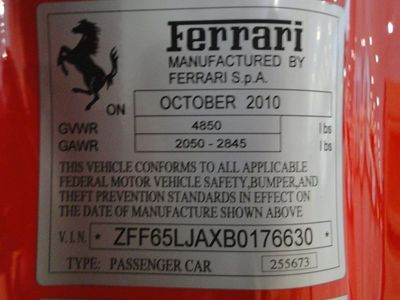 Ferrari
MANUFACTURED BY
FERRARI S.p.A.
ON OCTOBER 2010
GVWR 4850 lbs
GAWR 2050 - 2845 lbs
THIS VEHICLE CONFORMS TO ALL APPLICABLE
FEDERAL MOTOR VEHICLE SAFETY,BUMPER,AND
THEFT PREVENTION STANDARDS IN EFFECT ON
THE DATE OF MANUFACTURE SHOWN ABOVE
V.I.N. * ZFF65LJAXB0176630 *
TYPE: PASSENGER CAR 255673